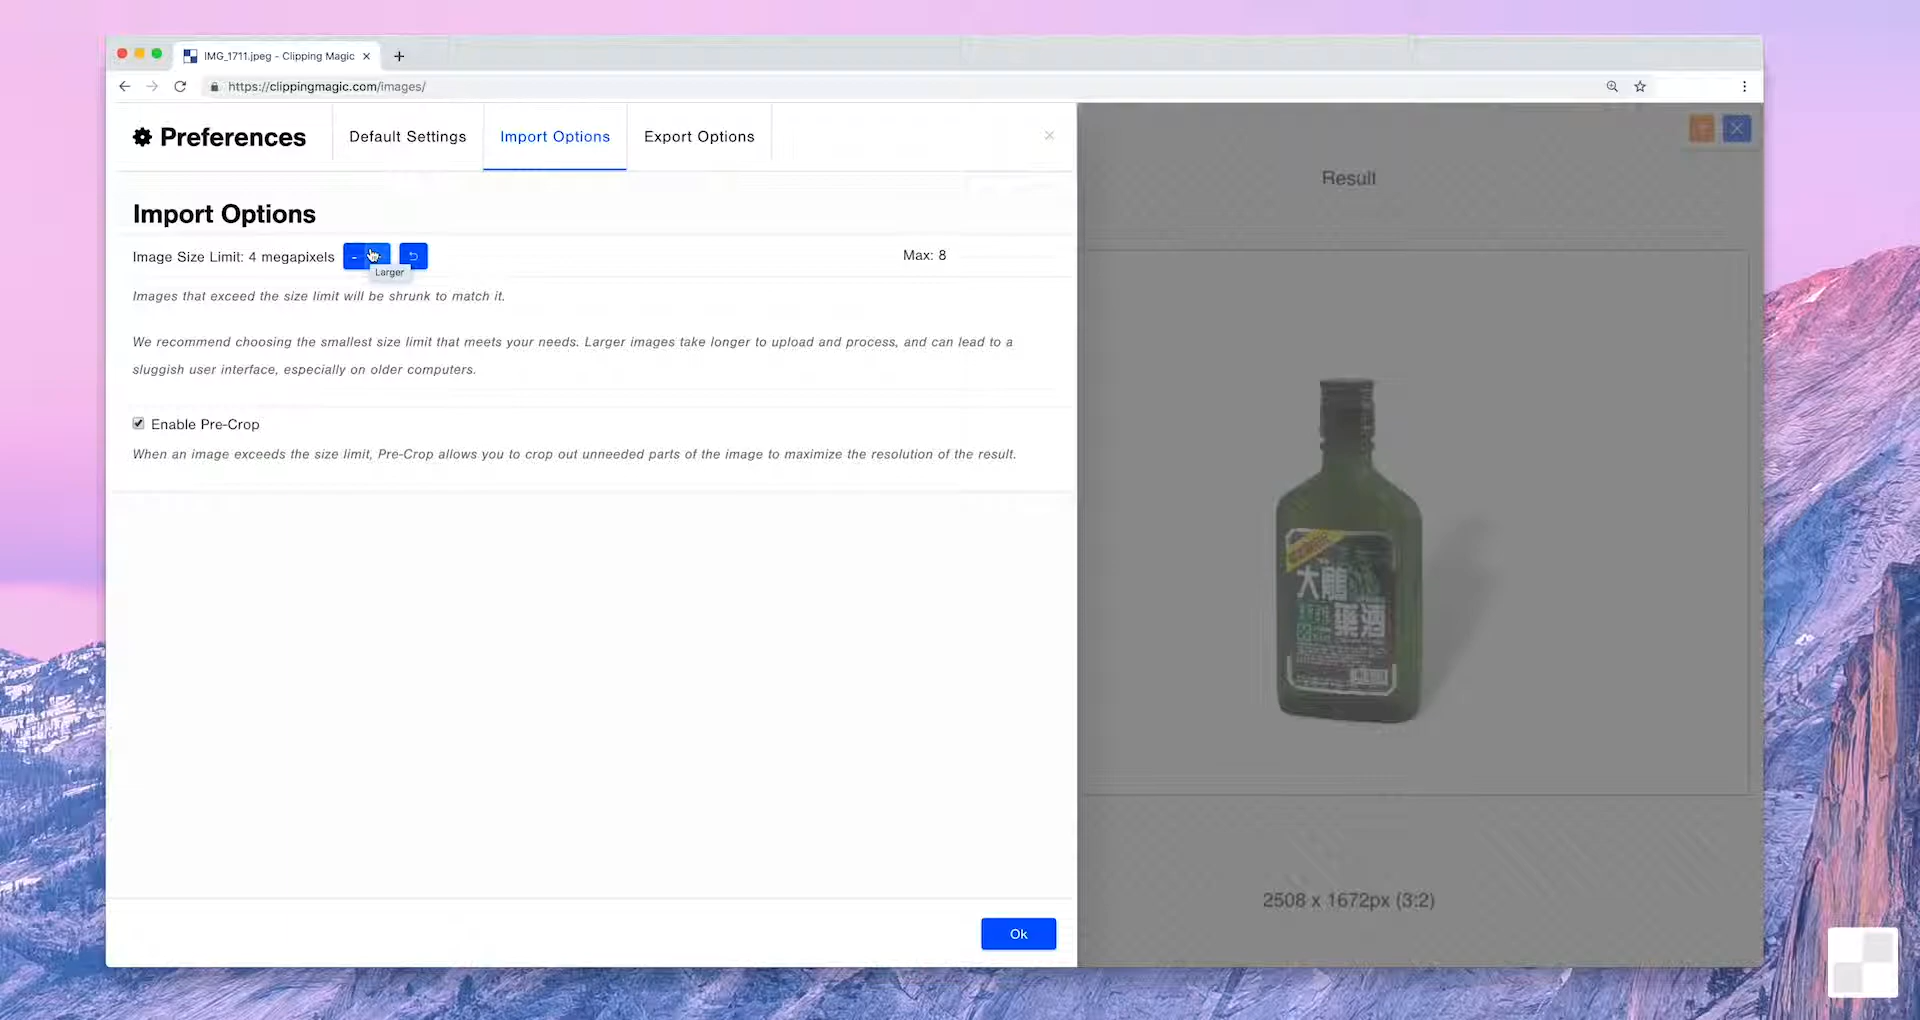 IMG_1711.jpeg - Clipping Magic
https://clippingmagic.com/images/
Preferences
Default Settings
Import Options
Export Options
Result
Import Options
Image Size Limit: 4 megapixels
-
Max: 8
Larger
Images that exceed the size limit will be shrunk to match it.
We recommend choosing the smallest size limit that meets your needs. Larger images take longer to upload and process, and can lead to a
sluggish user interface, especially on older computers.
Enable Pre-Crop
When an image exceeds the size limit, Pre-Crop allows you to crop out unneeded parts of the image to maximize the resolution of the result.
大鵰
藥酒
2508 x 1672px (3:2)
Ok